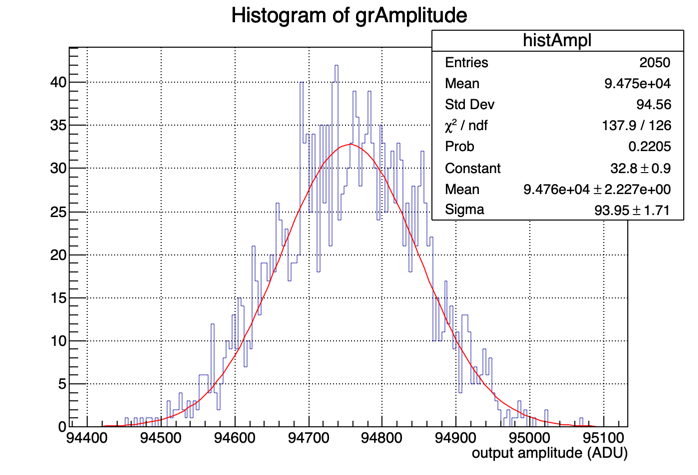 Histogram of grAmplitude
histAmpl
Entries 2050
Mean 9.475e+04
Std Dev 94.56
χ² / ndf 137.9 / 126
Prob 0.2205
Constant 32.8 ± 0.9
Mean 9.476e+04 ± 2.227e+00
Sigma 93.95 ± 1.71
40
35
30
25
20
15
10
5
0
94400 94500 94600 94700 94800 94900 95000 95100
output amplitude (ADU)